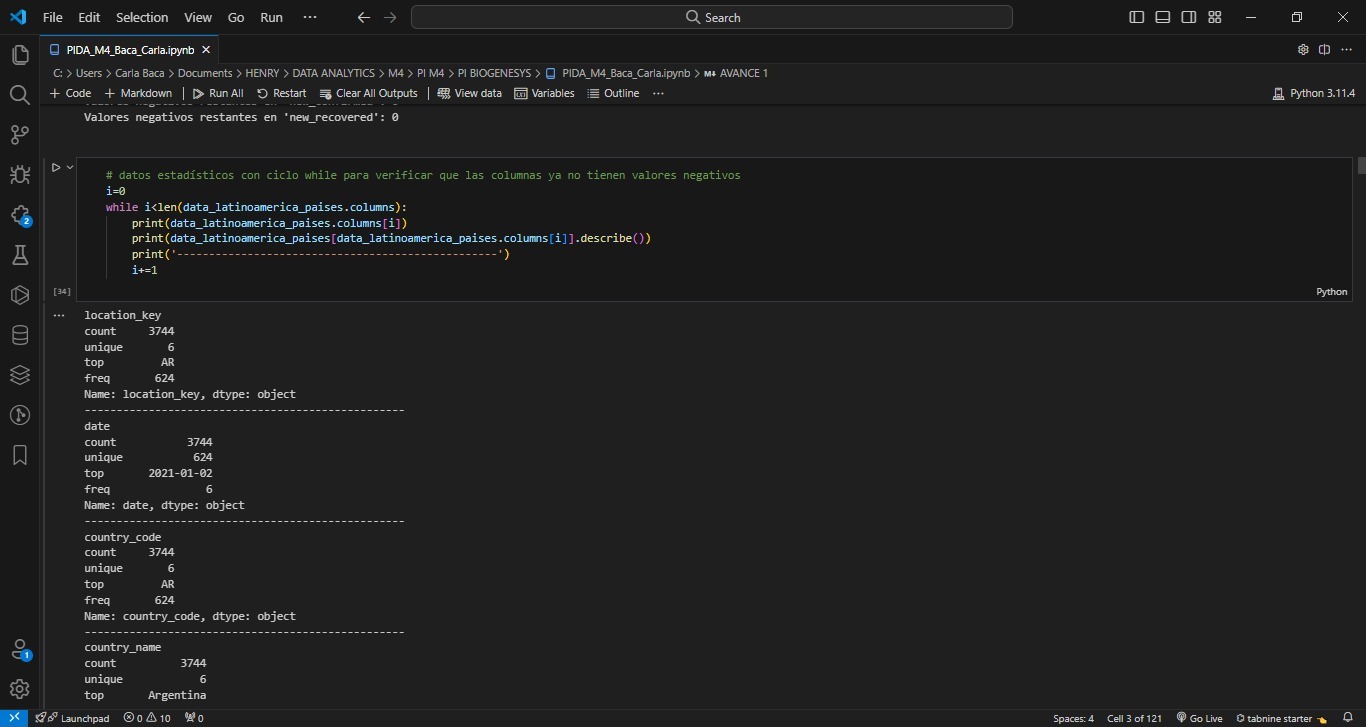 File Edit Selection View Go Run ··· Search
PIDA_M4_Baca_Carla.ipynb
C: > Users > Carla Baca > Documents > HENRY > DATA ANALYTICS > M4 > PI M4 > PI BIOGENESYS > PIDA_M4_Baca_Carla.ipynb > M↓ AVANCE 1
+ Code + Markdown Run All Restart Clear All Outputs View data Variables Outline ··· Python 3.11.4
Valores negativos restantes en 'new_recovered': 0
# datos estadísticos con ciclo while para verificar que las columnas ya no tienen valores negativos
i=0
while i<len(data_latinoamerica_paises.columns):
print(data_latinoamerica_paises.columns[i])
print(data_latinoamerica_paises[data_latinoamerica_paises.columns[i]].describe())
print('--------------------------------------------------')
i+=1
[34] Python
location_key
count 3744
unique 6
top AR
freq 624
Name: location_key, dtype: object
--------------------------------------------------
date
count 3744
unique 624
top 2021-01-02
freq 6
Name: date, dtype: object
--------------------------------------------------
country_code
count 3744
unique 6
top AR
freq 624
Name: country_code, dtype: object
--------------------------------------------------
country_name
count 3744
unique 6
top Argentina
2
1
Launchpad 0 10 0 Spaces: 4 Cell 3 of 121 Go Live tabnine starter